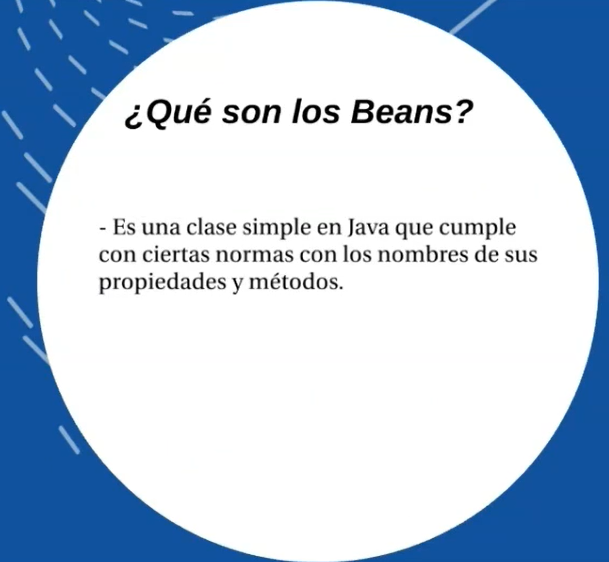 ¿Qué son los Beans?
- Es una clase simple en Java que cumple
con ciertas normas con los nombres de sus
propiedades y métodos.